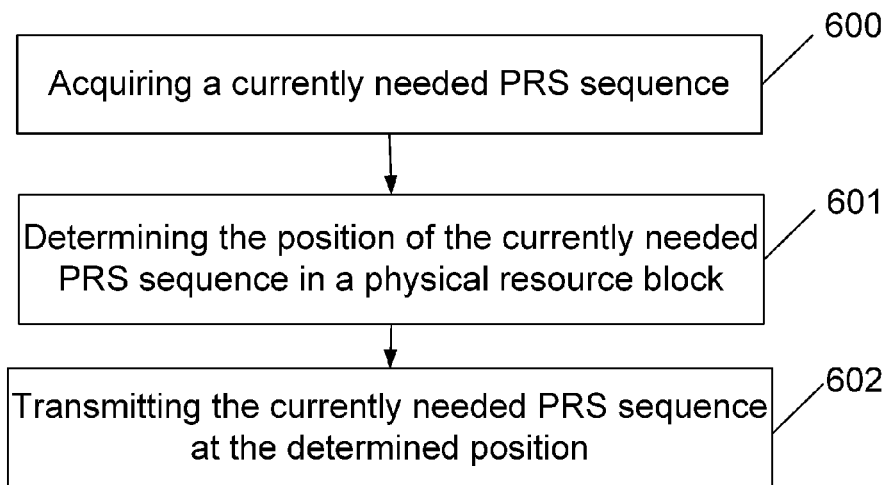 600
Acquiring a currently needed PRS sequence
601
Determining the position of the currently needed
PRS sequence in a physical resource block
602
Transmitting the currently needed PRS sequence
at the determined position